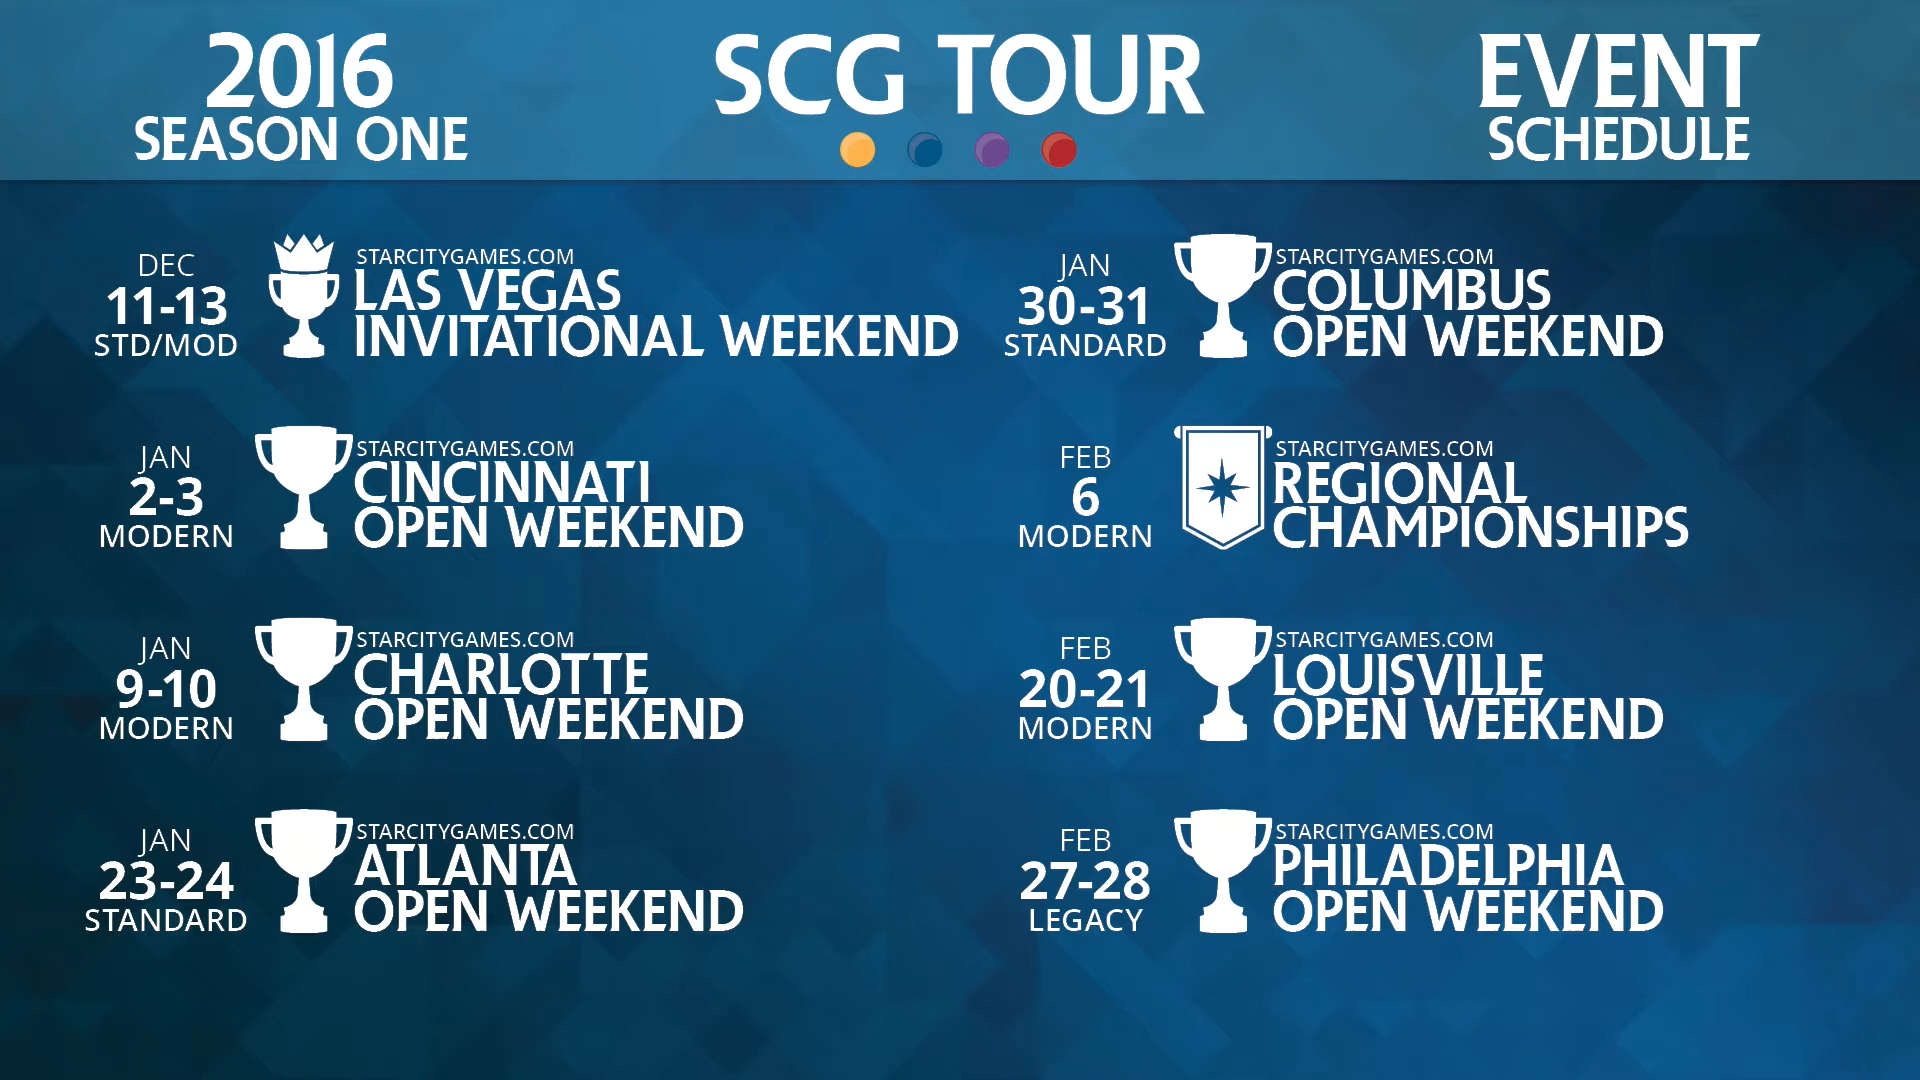 2016
SEASON ONE
SCG TOUR
EVENT
SCHEDULE
DEC
11-13
STD/MOD
STARCITYGAMES.COM
LAS VEGAS
INVITATIONAL WEEKEND
JAN
2-3
MODERN
STARCITYGAMES.COM
CINCINNATI
OPEN WEEKEND
JAN
9-10
MODERN
STARCITYGAMES.COM
CHARLOTTE
OPEN WEEKEND
JAN
23-24
STANDARD
STARCITYGAMES.COM
ATLANTA
OPEN WEEKEND
JAN
30-31
STANDARD
STARCITYGAMES.COM
COLUMBUS
OPEN WEEKEND
FEB
6
MODERN
STARCITYGAMES.COM
REGIONAL
CHAMPIONSHIPS
FEB
20-21
MODERN
STARCITYGAMES.COM
LOUISVILLE
OPEN WEEKEND
FEB
27-28
LEGACY
STARCITYGAMES.COM
PHILADELPHIA
OPEN WEEKEND